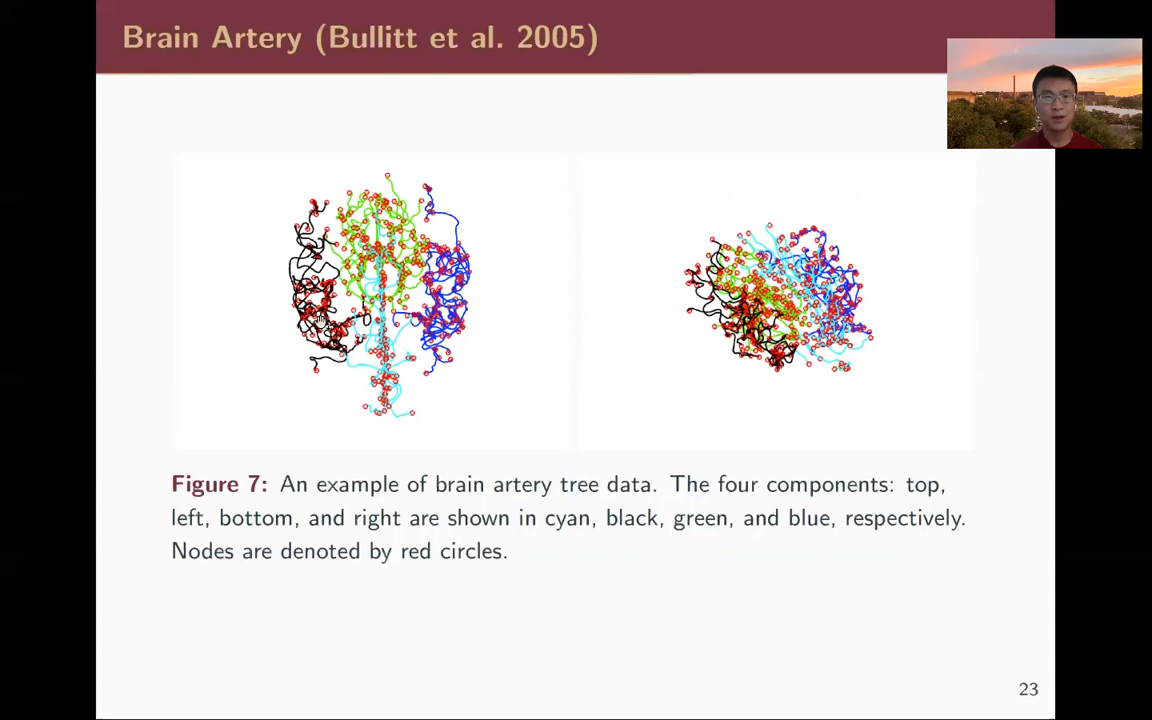 Brain Artery (Bullitt et al. 2005)
Figure 7: An example of brain artery tree data. The four components: top,
left, bottom, and right are shown in cyan, black, green, and blue, respectively.
Nodes are denoted by red circles.
23